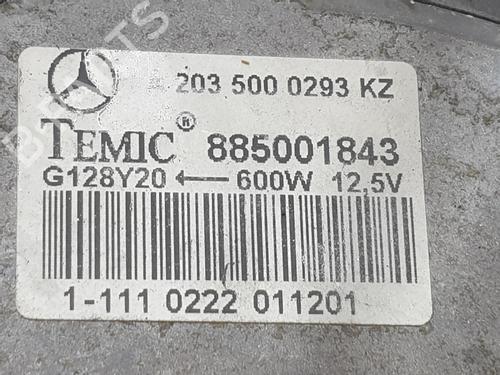 203 500 0293 KZ
TEMIC® 885001843
G128Y20 ← 600W 12,5V
1-111 0222 011201